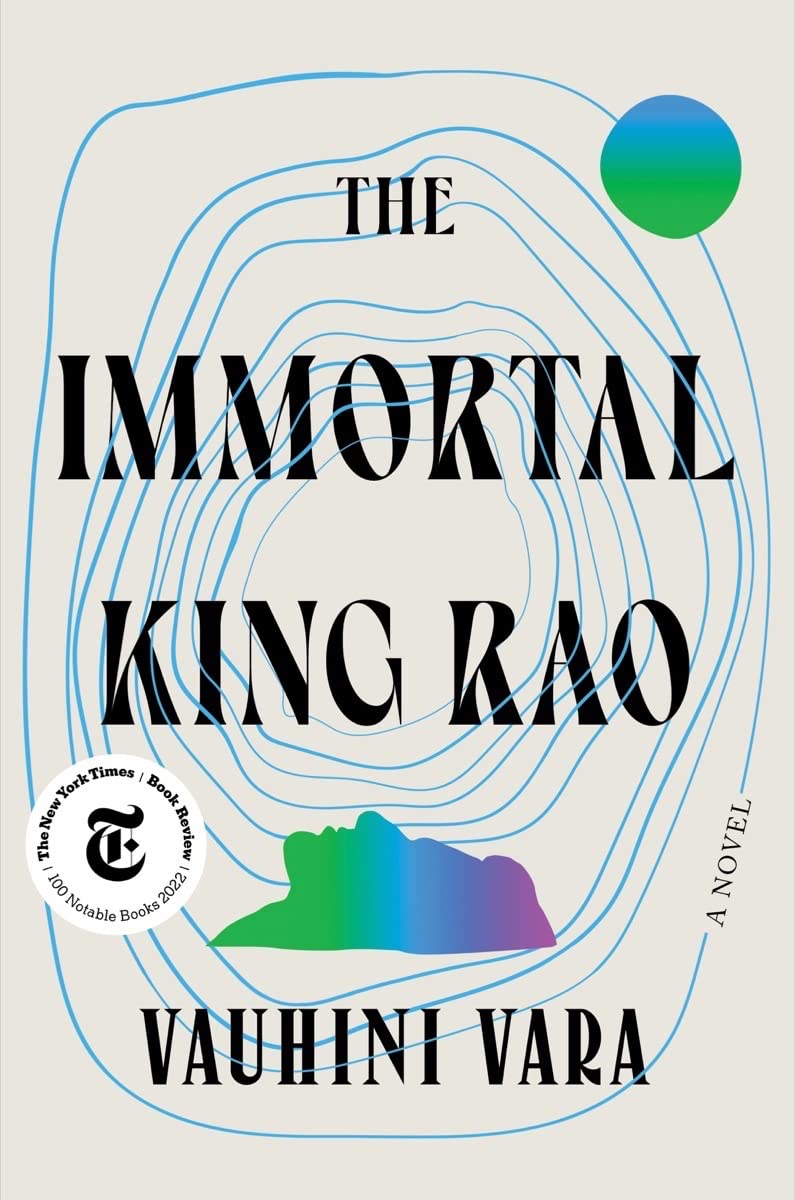 THE
IMMORTAL
KING RAO
The New York Times | Book Review
| 100 Notable Books 2022 |
T
A NOVEL
VAUHINI VARA